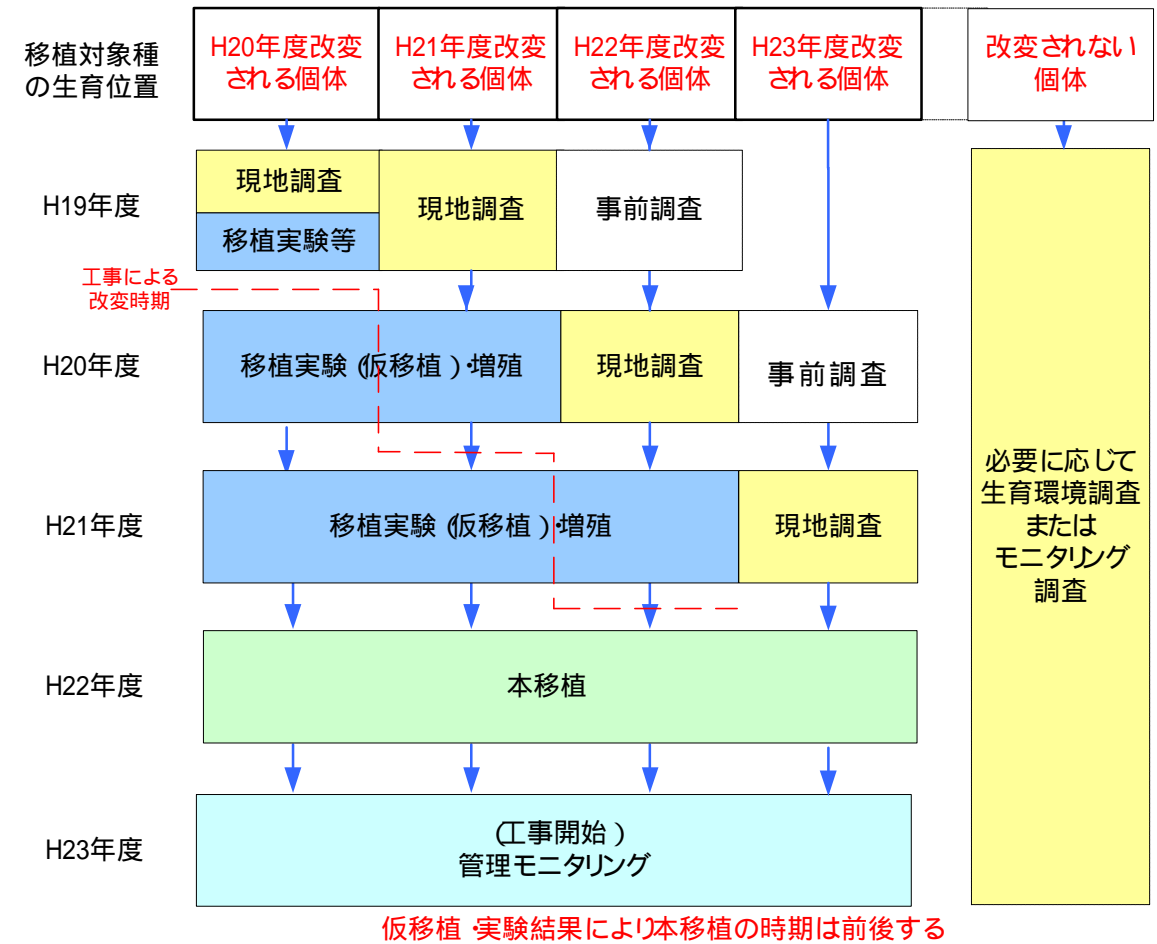 移植対象種
の生育位置
H20年度改変
される個体
H21年度改変
される個体
H22年度改変
される個体
H23年度改変
される個体
改変されない
個体
H19年度
現地調査
移植実験等
現地調査
事前調査
工事による
改変時期
H20年度
移植実験（仮移植）・増殖
現地調査
事前調査
H21年度
移植実験（仮移植）・増殖
現地調査
必要に応じて
生育環境調査
または
モニタリング
調査
H22年度
本移植
H23年度
（工事開始）
管理モニタリング
仮移植・実験結果により本移植の時期は前後する